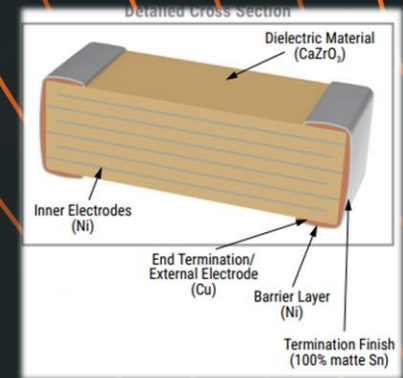 Detailed Cross Section
Dielectric Material
(CaZrO₃)
Inner Electrodes
(Ni)
End Termination/
External Electrode
(Cu)
Barrier Layer
(Ni)
Termination Finish
(100% matte Sn)